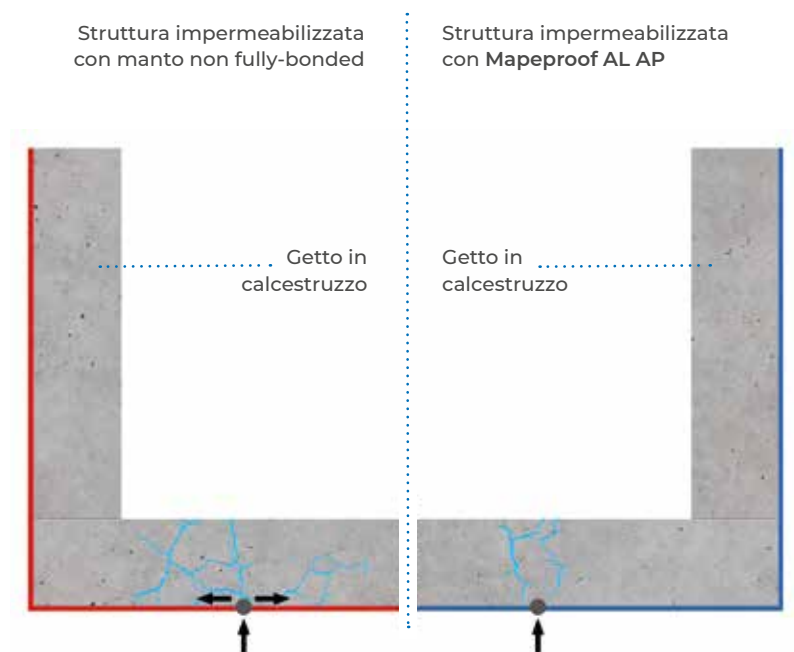 Struttura impermeabilizzata
con manto non fully-bonded
Struttura impermeabilizzata
con Mapeproof AL AP
Getto in
calcestruzzo
Getto in
calcestruzzo